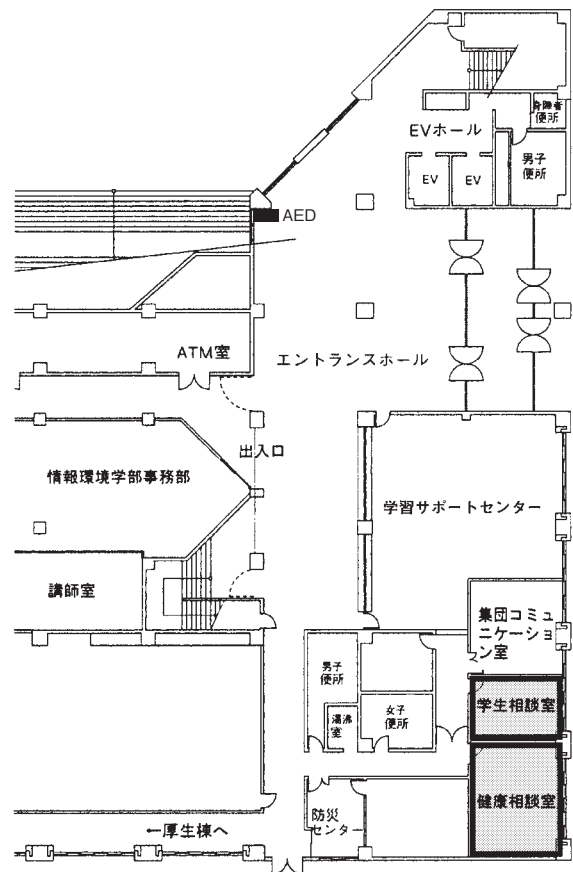 身障者
便所
EVホール
男子
便所
EV
EV
AED
ATM室
エントランスホール
出入口
情報環境学部事務部
学習サポートセンター
講師室
集団コミュ
ニケーション
室
男子
便所
学生相談室
湯沸
室
女子
便所
健康相談室
防災
センター
←厚生棟へ